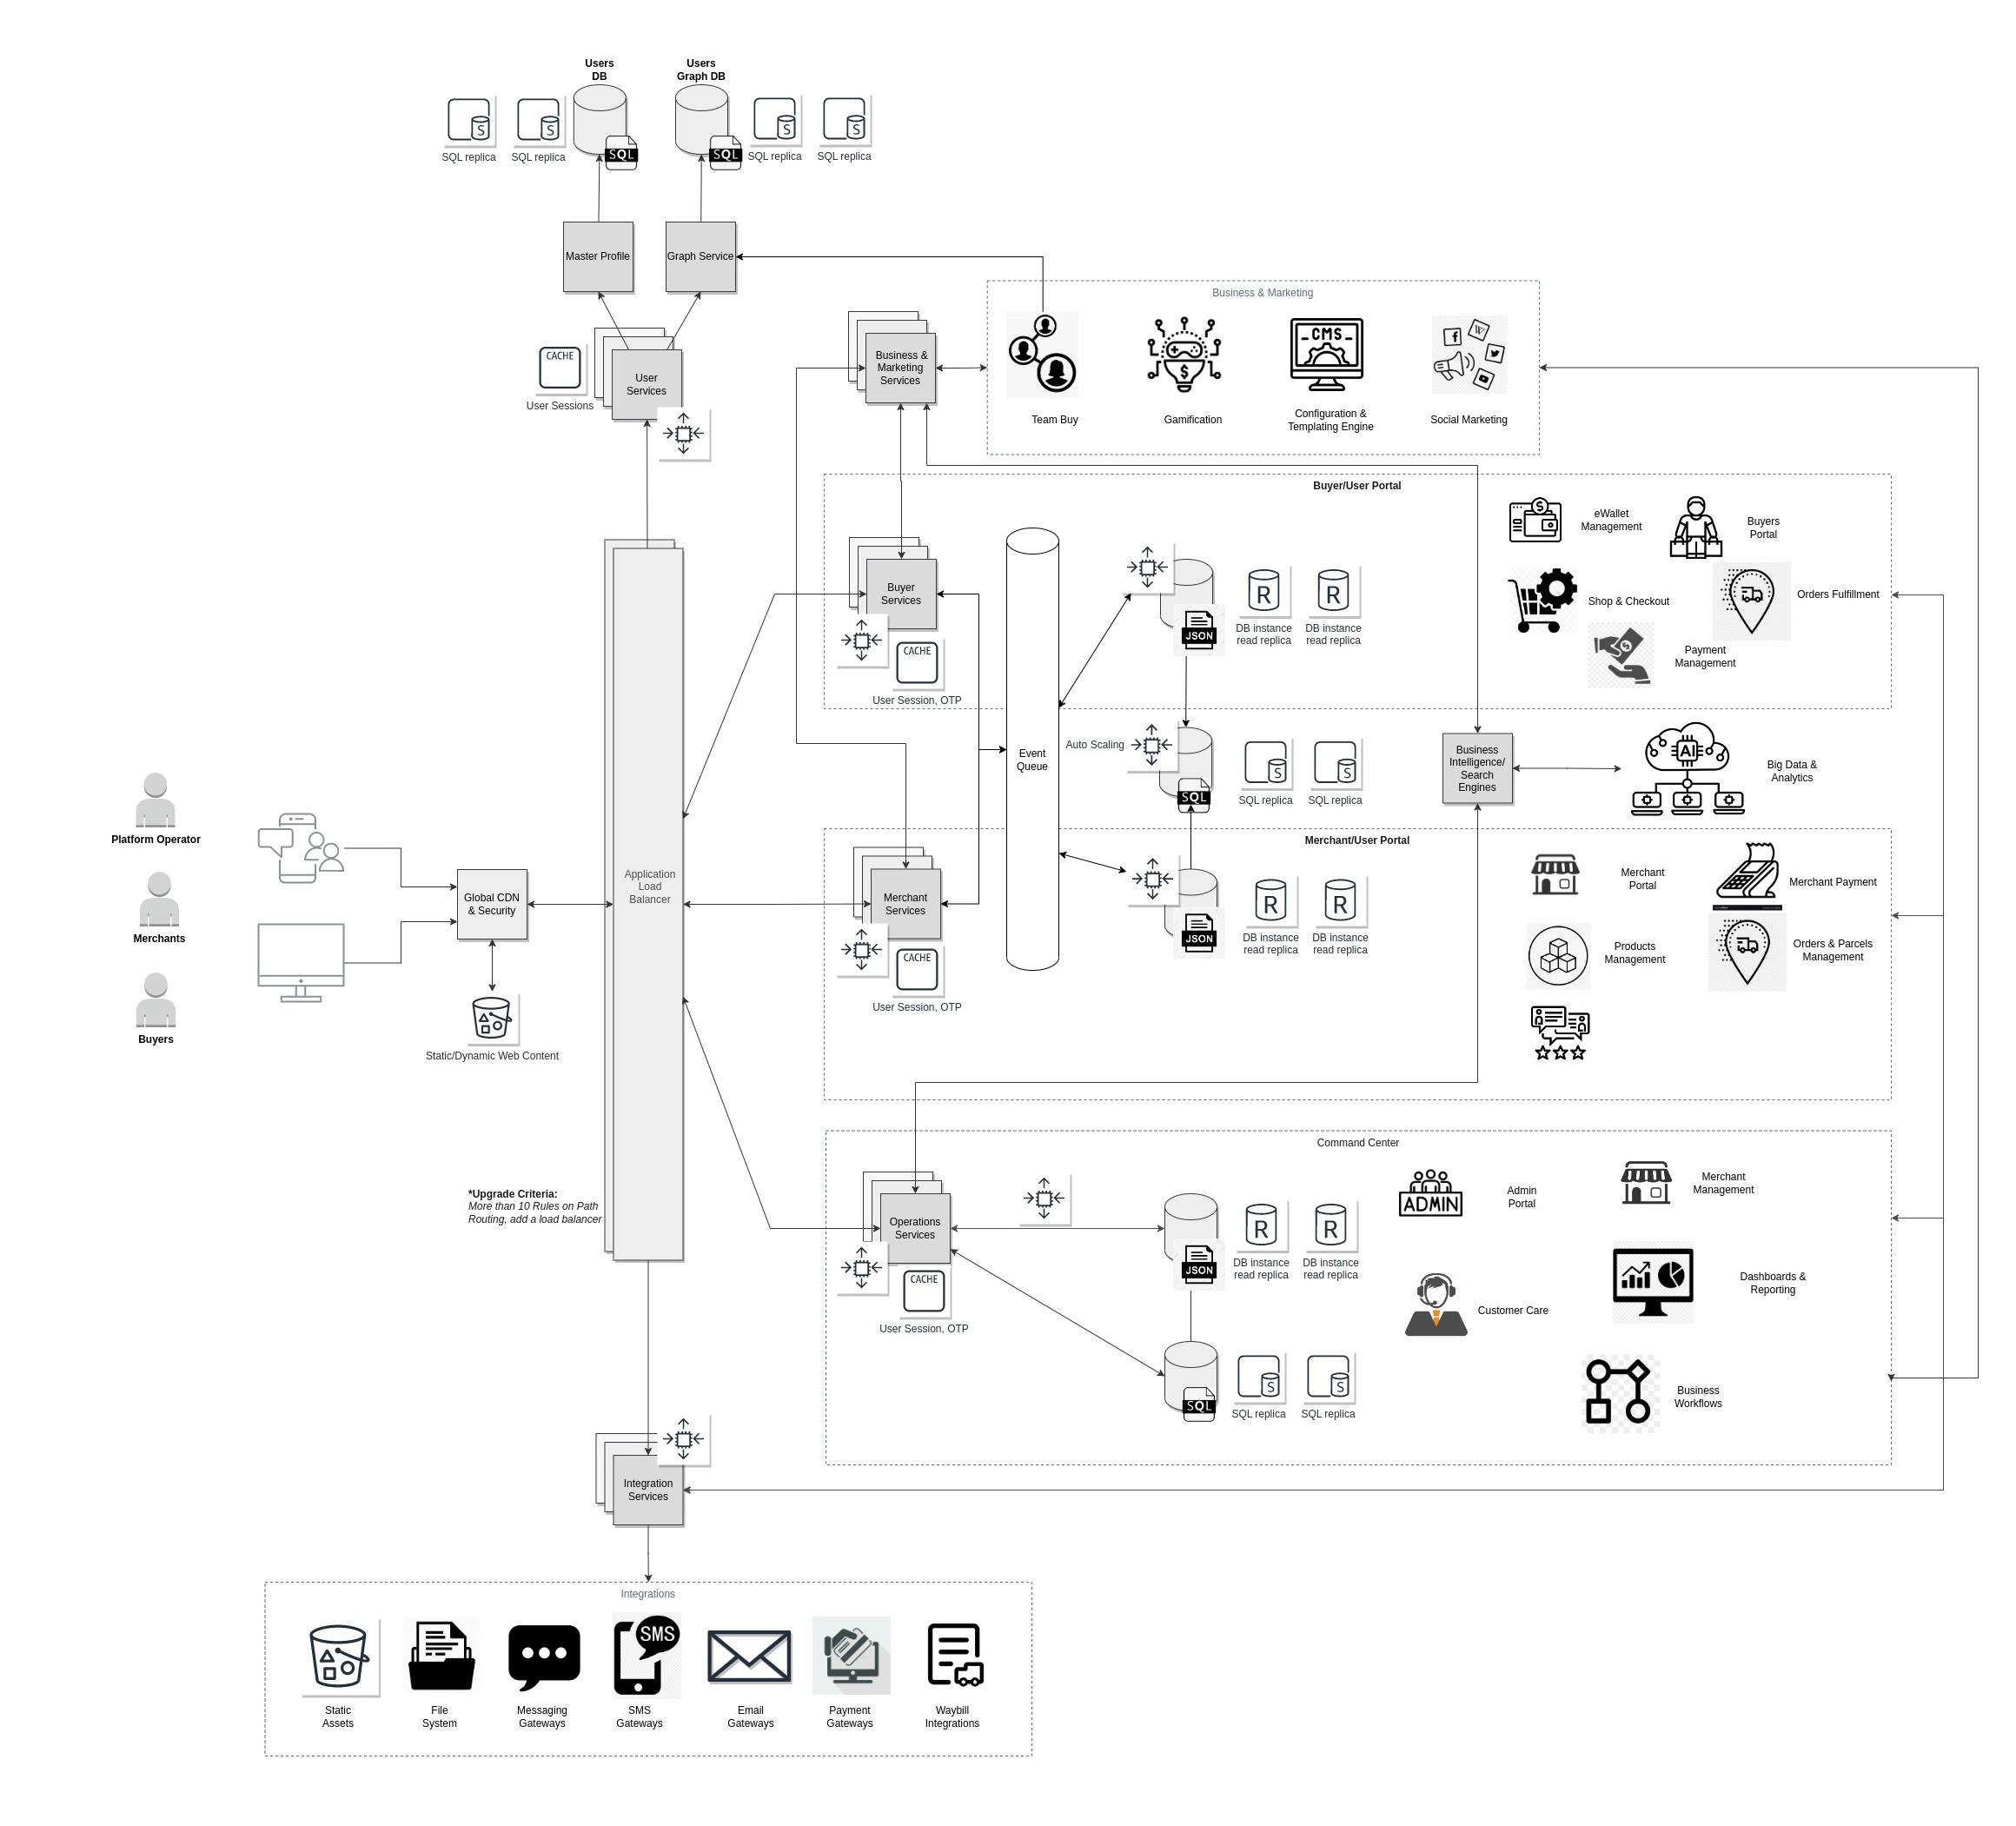 Users
DB
Users
Graph DB
S
SQL replica
S
SQL replica
SQL
SQL
S
SQL replica
S
SQL replica
Master Profile
Graph Service
CACHE
User Sessions
User
Services
Business &
Marketing
Services
Business & Marketing
Team Buy
$
Gamification
CMS
Configuration &
Templating Engine
f
W
Social Marketing
Buyer/User Portal
Buyer
Services
CACHE
User Session, OTP
JSON
R
DB instance
read replica
R
DB instance
read replica
$
eWallet
Management
Buyers
Portal
Shop & Checkout
Orders Fulfillment
$
Payment
Management
Event
Queue
Auto Scaling
SQL
S
SQL replica
S
SQL replica
Business
Intelligence/
Search
Engines
AI
Big Data &
Analytics
Platform Operator
Merchants
Buyers
Global CDN
& Security
Static/Dynamic Web Content
Application
Load
Balancer
*Upgrade Criteria:
More than 10 Rules on Path
Routing, add a load balancer
Merchant/User Portal
Merchant
Services
CACHE
User Session, OTP
JSON
R
DB instance
read replica
R
DB instance
read replica
Merchant
Portal
Merchant Payment
Products
Management
Orders & Parcels
Management
Command Center
Operations
Services
CACHE
User Session, OTP
JSON
R
DB instance
read replica
R
DB instance
read replica
SQL
S
SQL replica
S
SQL replica
ADMIN
Admin
Portal
Merchant
Management
Customer Care
Dashboards &
Reporting
Business
Workflows
Integration
Services
Integrations
Static
Assets
File
System
Messaging
Gateways
SMS
SMS
Gateways
Email
Gateways
Payment
Gateways
Waybill
Integrations